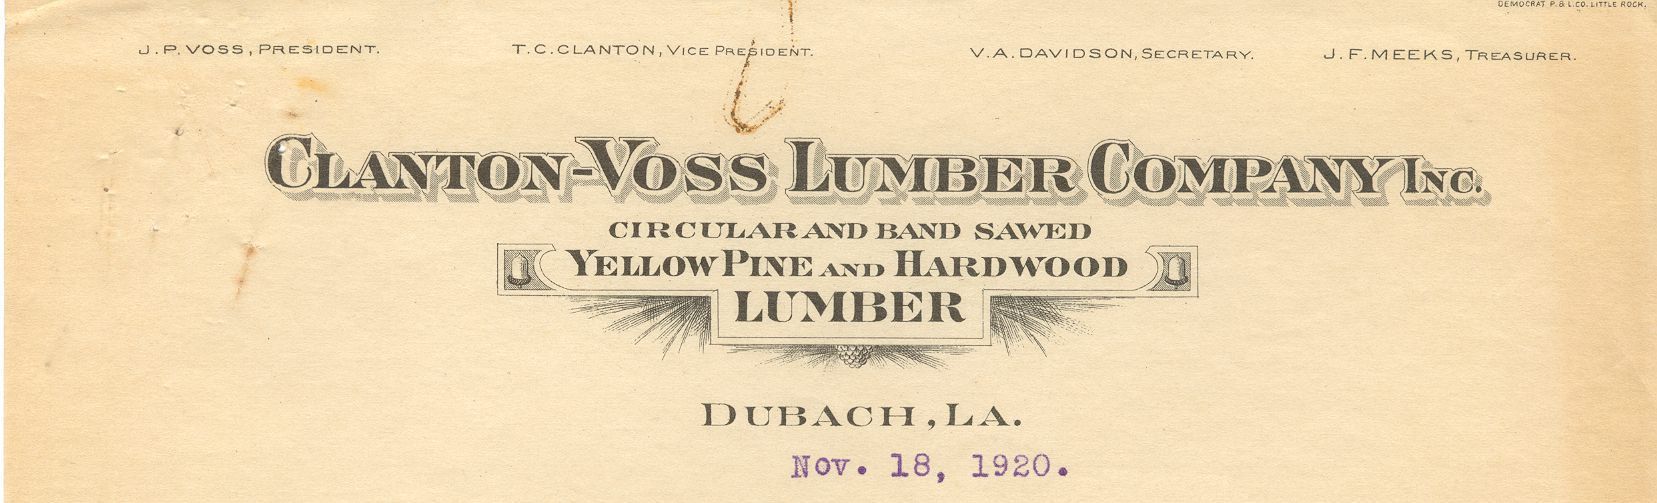 DEMOCRAT P. & L. CO. LITTLE ROCK.
J. P. VOSS, PRESIDENT. T. C. CLANTON, VICE PRESIDENT. V. A. DAVIDSON, SECRETARY. J. F. MEEKS, TREASURER.
CLANTON-VOSS LUMBER COMPANY INC.
CIRCULAR AND BAND SAWED
YELLOW PINE AND HARDWOOD
LUMBER
DUBACH, LA.
Nov. 18, 1920.